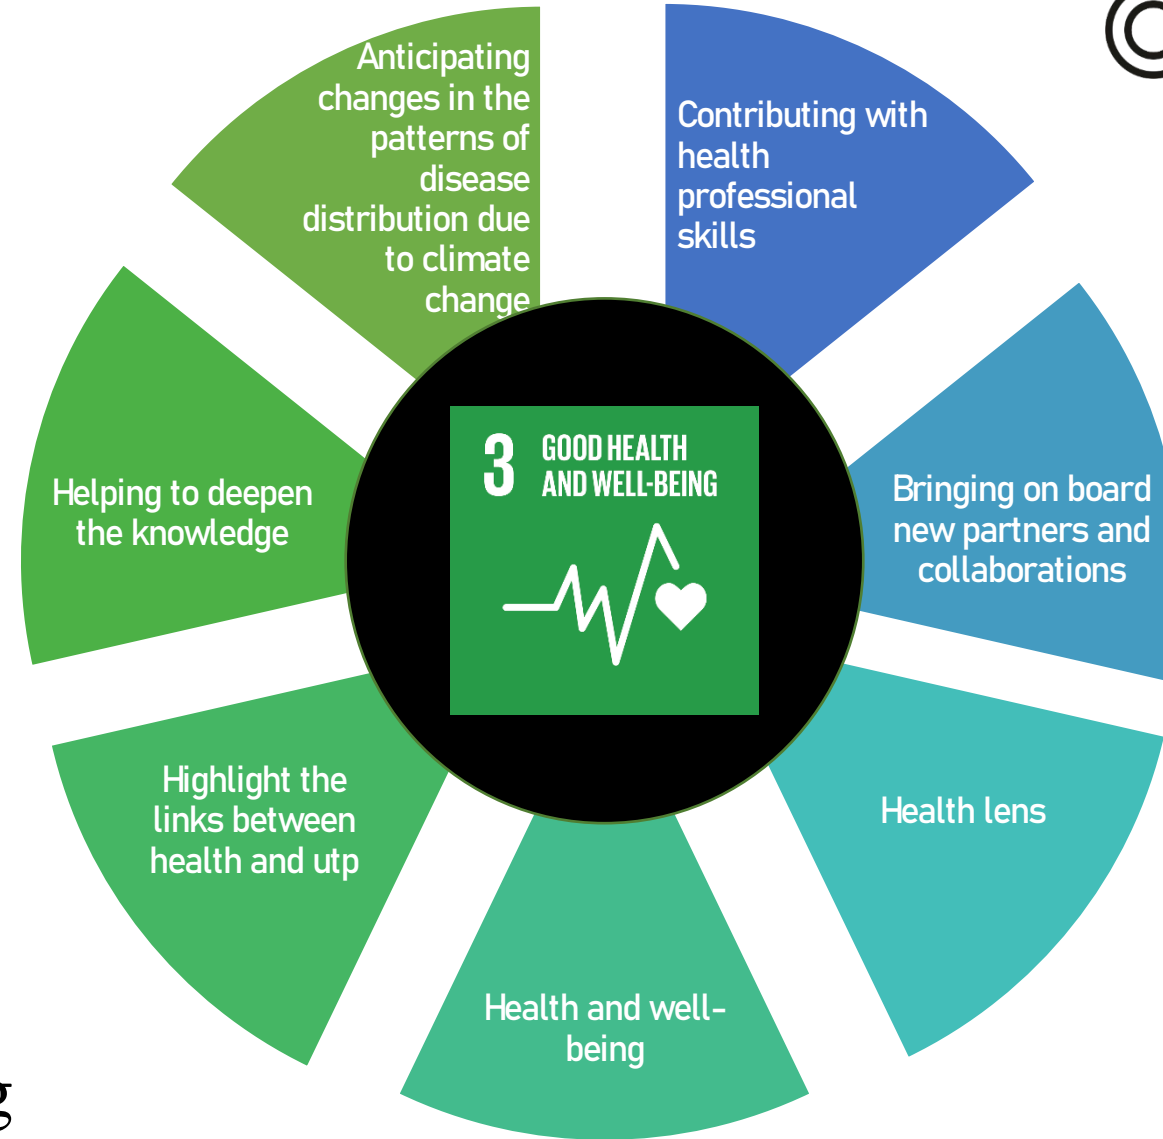 Anticipating
changes in the
patterns of
disease
distribution due
to climate
change
Contributing with
health
professional
skills
Bringing on board
new partners and
collaborations
Health lens
Health and well-
being
Highlight the
links between
health and utp
Helping to deepen
the knowledge
3 GOOD HEALTH
AND WELL-BEING
g